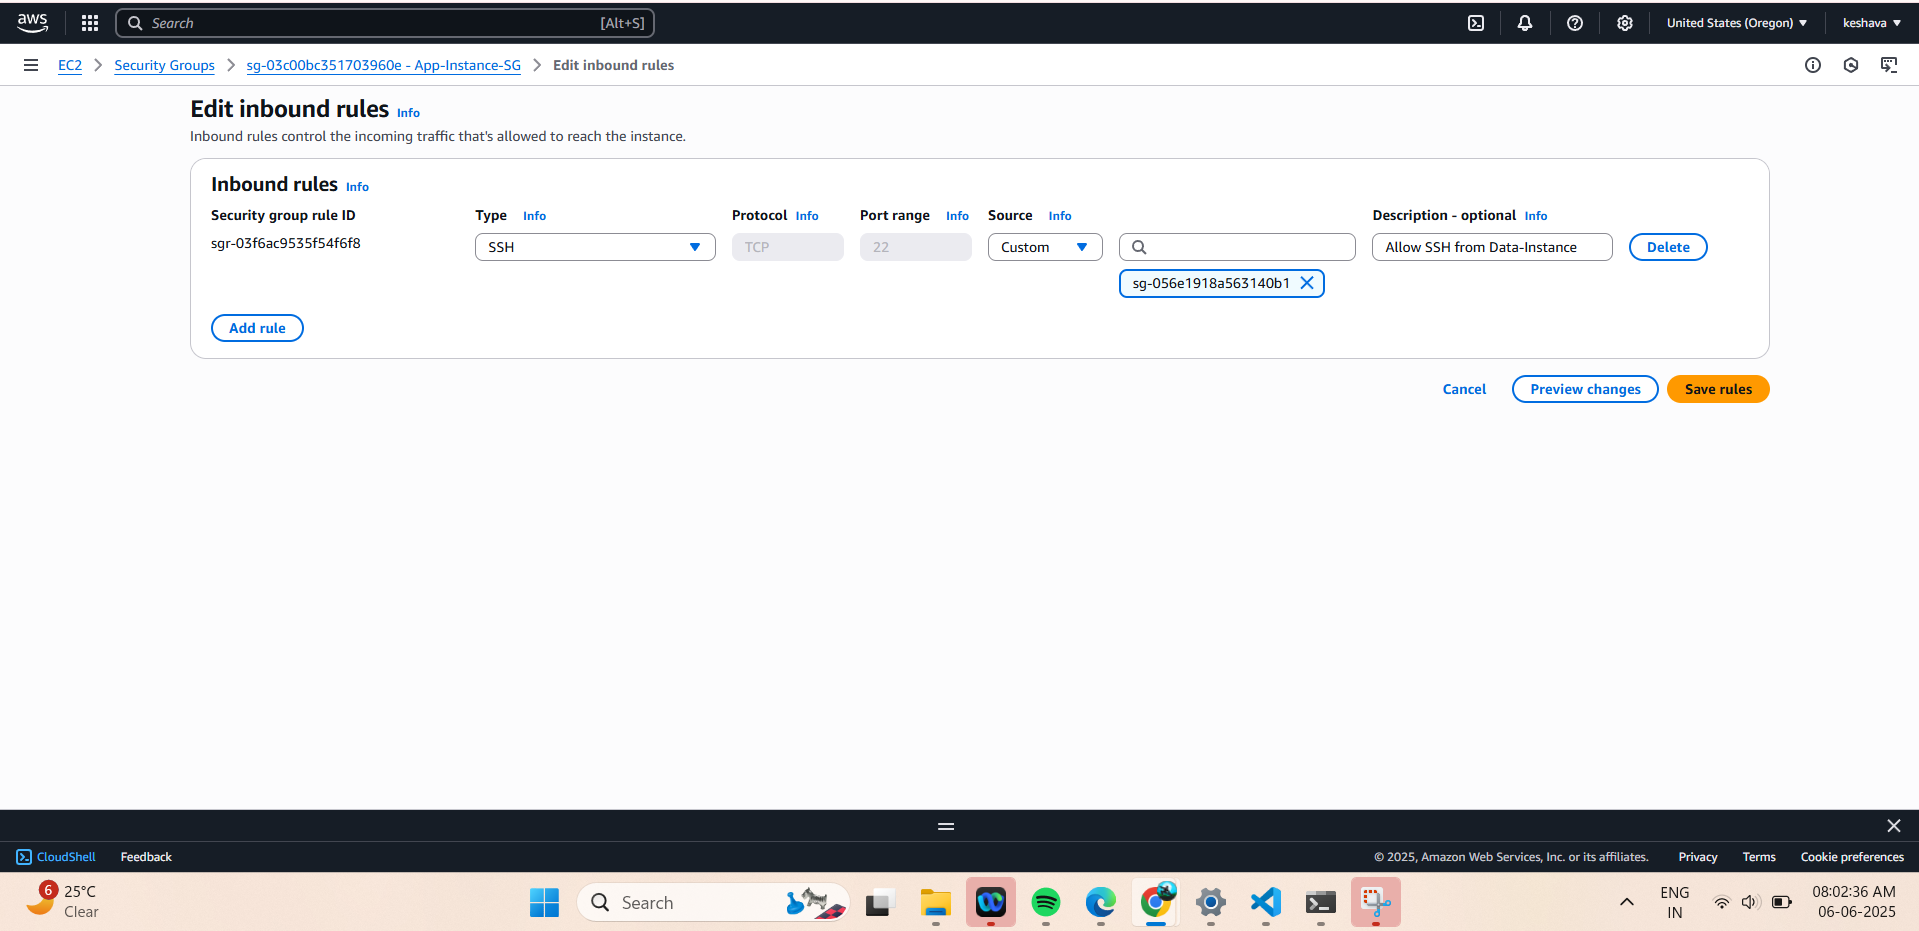 aws Search [Alt+S] United States (Oregon) keshava
EC2 Security Groups sg-03c00bc351703960e - App-Instance-SG Edit inbound rules
Edit inbound rules Info
Inbound rules control the incoming traffic that's allowed to reach the instance.
Inbound rules Info
Security group rule ID Type Info Protocol Info Port range Info Source Info Description - optional Info
sgr-03f6ac9535f54f6f8 SSH TCP 22 Custom Allow SSH from Data-Instance Delete
sg-056e1918a563140b1
Add rule
Cancel Preview changes Save rules
CloudShell Feedback © 2025, Amazon Web Services, Inc. or its affiliates. Privacy Terms Cookie preferences
6 25°C Search ENG 08:02:36 AM
Clear IN 06-06-2025